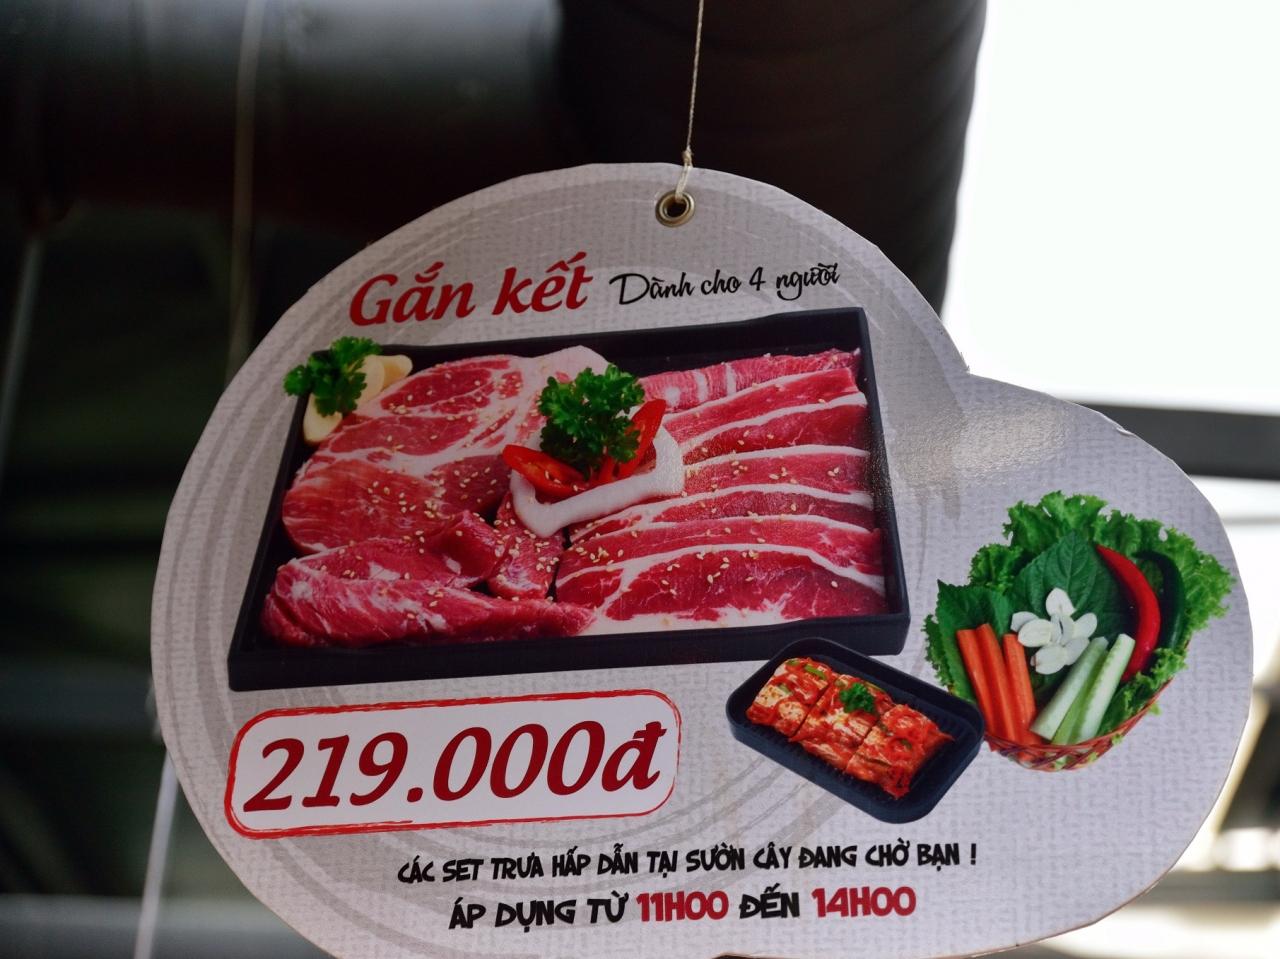 Gắn kết Dành cho 4 người
219.000đ
CÁC SET TRƯA HẤP DẪN TẠI SƯỜN CÂY ĐANG CHỜ BẠN !
ÁP DỤNG TỪ 11H00 ĐẾN 14H00